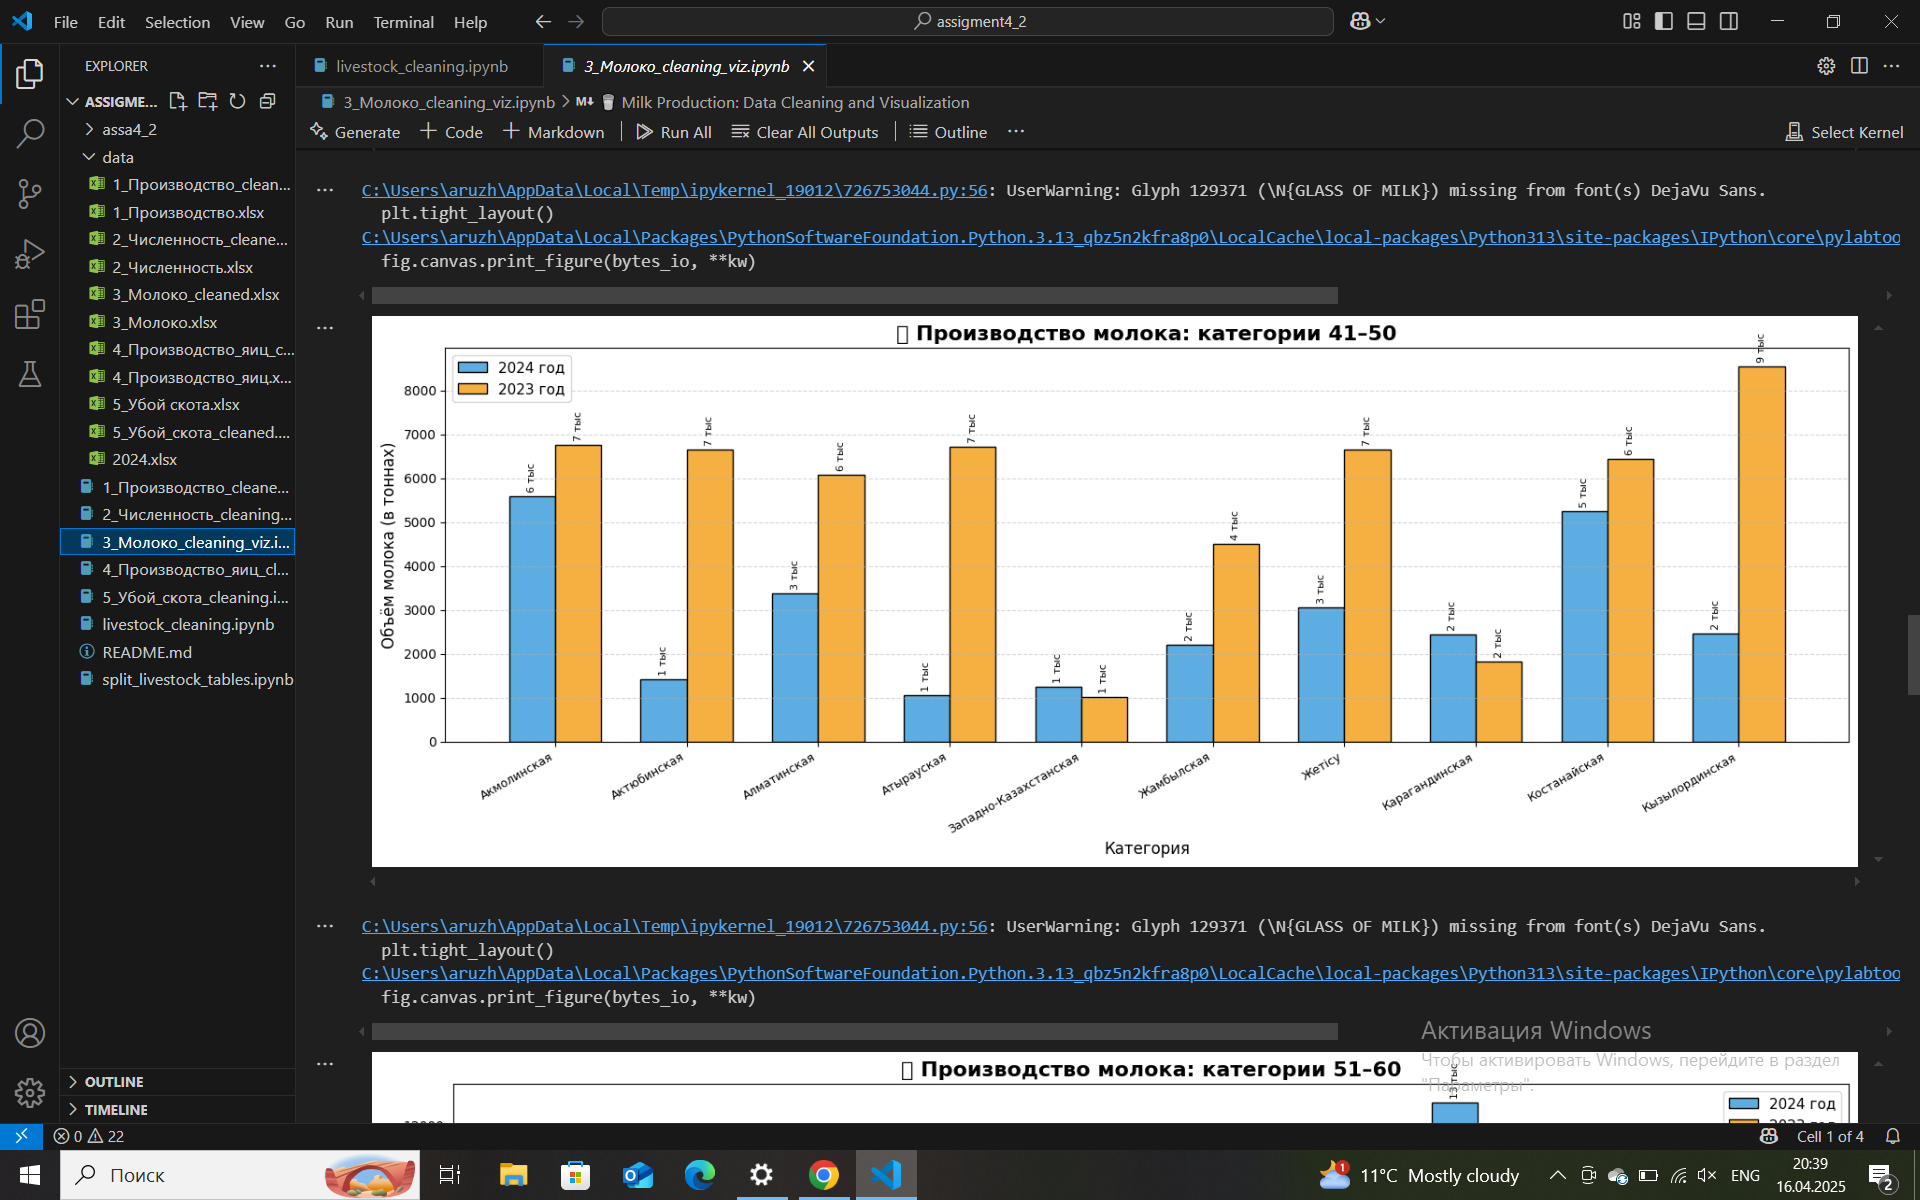 File Edit Selection View Go Run Terminal Help
assigment4_2
EXPLORER
livestock_cleaning.ipynb
3_Молоко_cleaning_viz.ipynb
ASSIGME...
3_Молоко_cleaning_viz.ipynb > M↓ Milk Production: Data Cleaning and Visualization
Generate + Code + Markdown Run All Clear All Outputs Outline ...
Select Kernel
assa4_2
data
1_Производство_clean...
1_Производство.xlsx
2_Численность_cleane...
2_Численность.xlsx
3_Молоко_cleaned.xlsx
3_Молоко.xlsx
4_Производство_яиц_c...
4_Производство_яиц.x...
5_Убой скота.xlsx
5_Убой_скота_cleaned....
2024.xlsx
1_Производство_cleane...
2_Численность_cleaning...
3_Молоко_cleaning_viz.i...
4_Производство_яиц_cl...
5_Убой_скота_cleaning.i...
livestock_cleaning.ipynb
README.md
split_livestock_tables.ipynb
OUTLINE
TIMELINE
C:\Users\aruzh\AppData\Local\Temp\ipykernel_19012\726753044.py:56: UserWarning: Glyph 129371 (\N{GLASS OF MILK}) missing from font(s) DejaVu Sans.
plt.tight_layout()
C:\Users\aruzh\AppData\Local\Packages\PythonSoftwareFoundation.Python.3.13_qbz5n2kfra8p0\LocalCache\local-packages\Python313\site-packages\IPython\core\pylabtoo
fig.canvas.print_figure(bytes_io, **kw)
Производство молока: категории 41–50
2024 год
2023 год
Объём молока (в тоннах)
8000
7000
6000
5000
4000
3000
2000
1000
0
6 тыс
7 тыс
1 тыс
7 тыс
3 тыс
6 тыс
1 тыс
7 тыс
1 тыс
1 тыс
2 тыс
4 тыс
3 тыс
7 тыс
2 тыс
2 тыс
5 тыс
6 тыс
2 тыс
9 тыс
Акмолинская
Актюбинская
Алматинская
Атырауская
Западно-Казахстанская
Жамбылская
Жетісу
Карагандинская
Костанайская
Кызылординская
Категория
C:\Users\aruzh\AppData\Local\Temp\ipykernel_19012\726753044.py:56: UserWarning: Glyph 129371 (\N{GLASS OF MILK}) missing from font(s) DejaVu Sans.
plt.tight_layout()
C:\Users\aruzh\AppData\Local\Packages\PythonSoftwareFoundation.Python.3.13_qbz5n2kfra8p0\LocalCache\local-packages\Python313\site-packages\IPython\core\pylabtoo
fig.canvas.print_figure(bytes_io, **kw)
Производство молока: категории 51–60
13 тыс
2024 год
Активация Windows
Чтобы активировать Windows, перейдите в раздел
"Параметры".
0 22
Cell 1 of 4
Поиск
1
11°C Mostly cloudy
ENG
20:39
16.04.2025
2